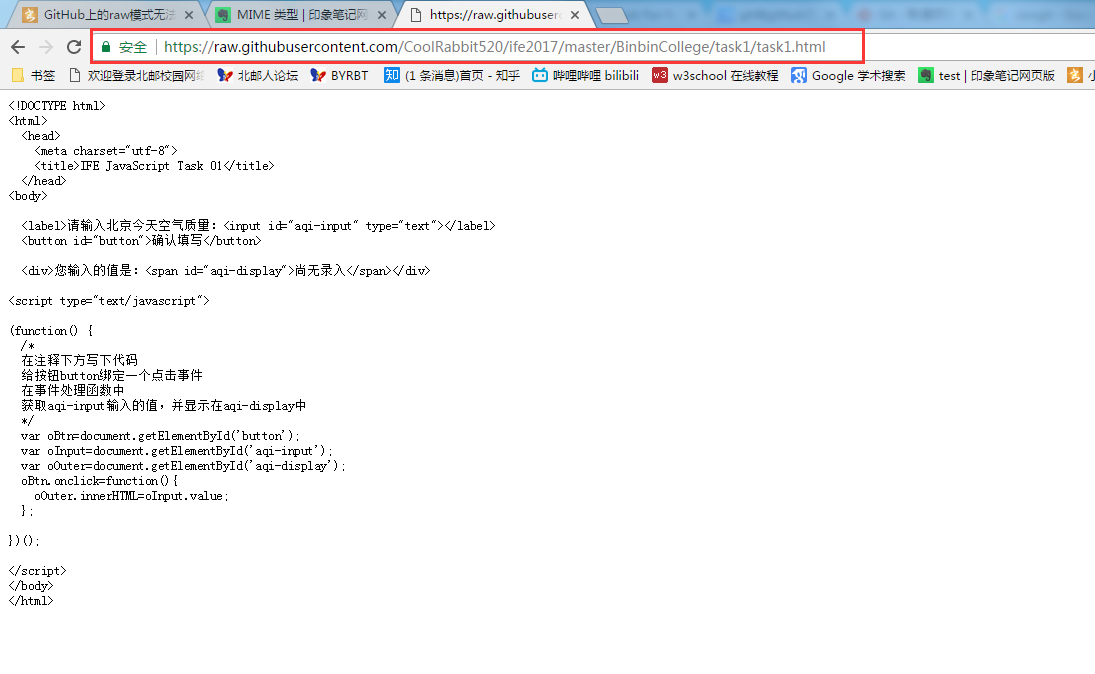 GitHub上的raw模式无法
MIME 类型 | 印象笔记网
https://raw.githubuserc
安全 | https://raw.githubusercontent.com/CoolRabbit520/ife2017/master/BinbinCollege/task1/task1.html
书签 欢迎登录北邮校园网络 北邮人论坛 BYRBT 知 (1 条消息)首页 - 知乎 哔哩哔哩 bilibili w3 w3school 在线教程 Google 学术搜索 test | 印象笔记网页版
<!DOCTYPE html>
<html>
<head>
<meta charset="utf-8">
<title>IFE JavaScript Task 01</title>
</head>
<body>
<label>请输入北京今天空气质量：<input id="aqi-input" type="text"></label>
<button id="button">确认填写</button>
<div>您输入的值是：<span id="aqi-display">尚无录入</span></div>
<script type="text/javascript">
(function() {
/*
在注释下方写下代码
给按钮button绑定一个点击事件
在事件处理函数中
获取aqi-input输入的值，并显示在aqi-display中
*/
var oBtn=document.getElementById('button');
var oInput=document.getElementById('aqi-input');
var oOuter=document.getElementById('aqi-display');
oBtn.onclick=function(){
oOuter.innerHTML=oInput.value;
};
})();
</script>
</body>
</html>